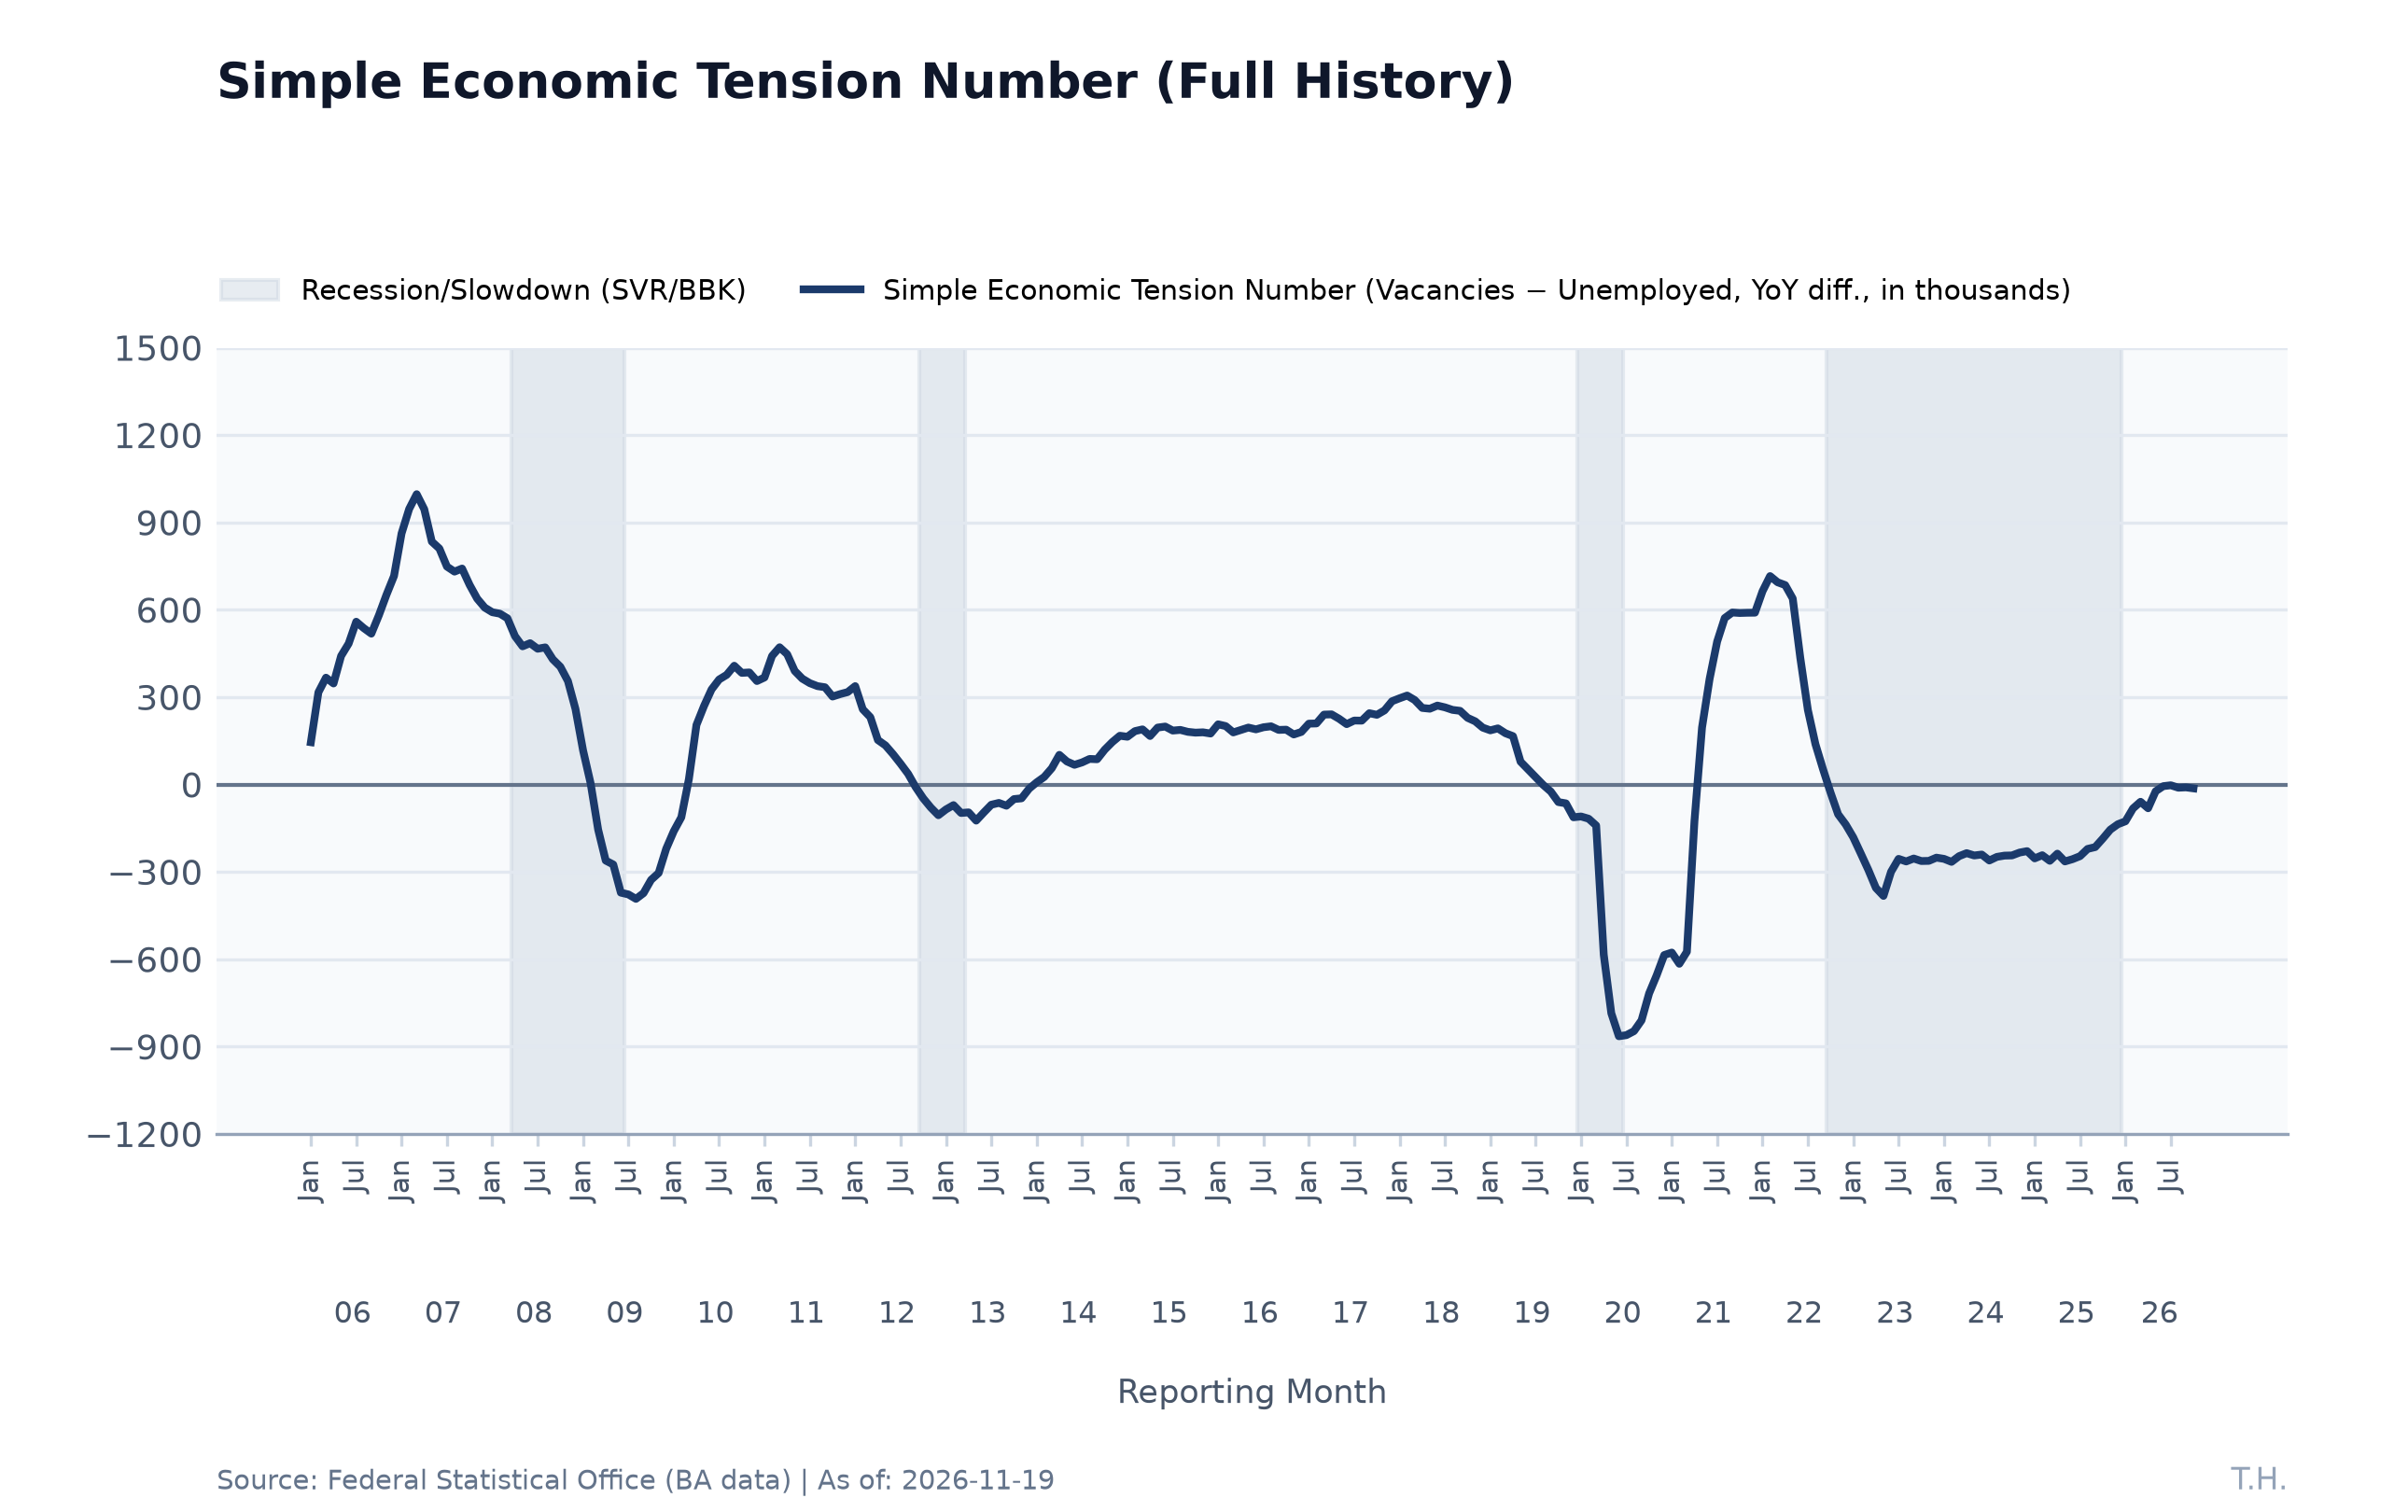 Simple Economic Tension Number (Full History)
Recession/Slowdown (SVR/BBK) Simple Economic Tension Number (Vacancies − Unemployed, YoY diff., in thousands)
1500
1200
900
600
300
0
−300
−600
−900
−1200
Jan Jul Jan Jul Jan Jul Jan Jul Jan Jul Jan Jul Jan Jul Jan Jul Jan Jul Jan Jul Jan Jul Jan Jul Jan Jul Jan Jul Jan Jul Jan Jul Jan Jul Jan Jul Jan Jul Jan Jul Jan Jul
06 07 08 09 10 11 12 13 14 15 16 17 18 19 20 21 22 23 24 25 26
Reporting Month
Source: Federal Statistical Office (BA data) | As of: 2026-11-19 T.H.